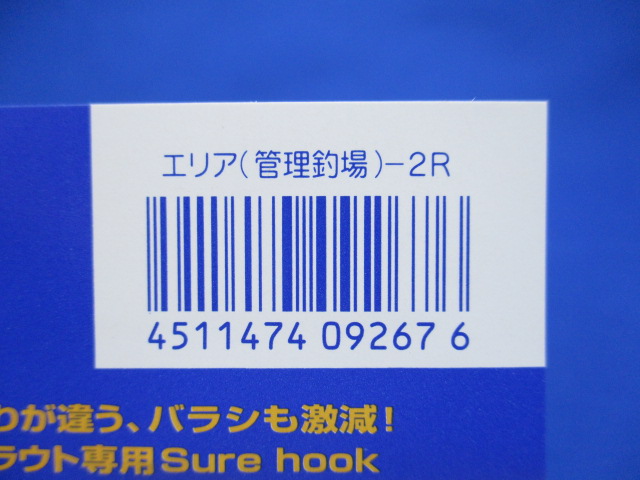 エリア(管理釣場)-2R
4511474 09267 6
りが違う、バラシも激減!
ラウト専用Sure hook